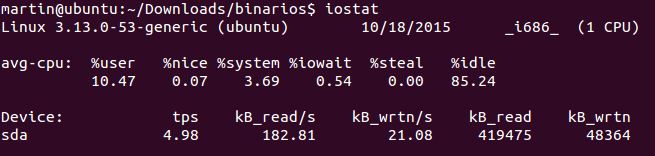 martin@ubuntu:~/Downloads/binarios$ iostat
Linux 3.13.0-53-generic (ubuntu) 10/18/2015 _i686_ (1 CPU)
avg-cpu: %user %nice %system %iowait %steal %idle
10.47 0.07 3.69 0.54 0.00 85.24
Device: tps kB_read/s kB_wrtn/s kB_read kB_wrtn
sda 4.98 182.81 21.08 419475 48364